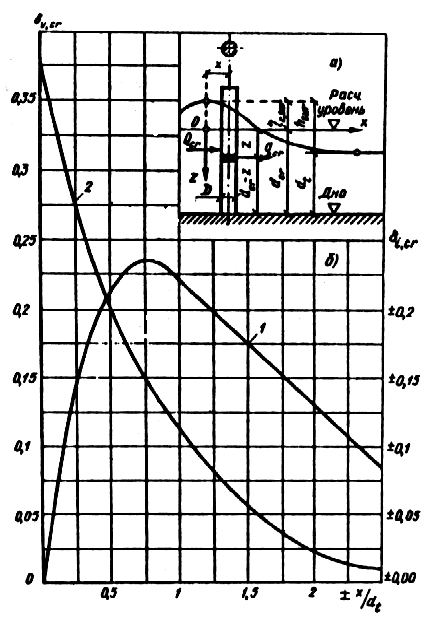 δv,cr
0,35
0,3
0,25
0,2
0,15
0,1
0,05
0
2
1
x
а)
Расч.
уровень
x
0
Qcr
z
z
D
dcr-z
dcr
dt
Дно
δi,cr
б)
±0,2
±0,15
±0,1
±0,05
±0,00
0,5
1
1,5
2
± x/dt